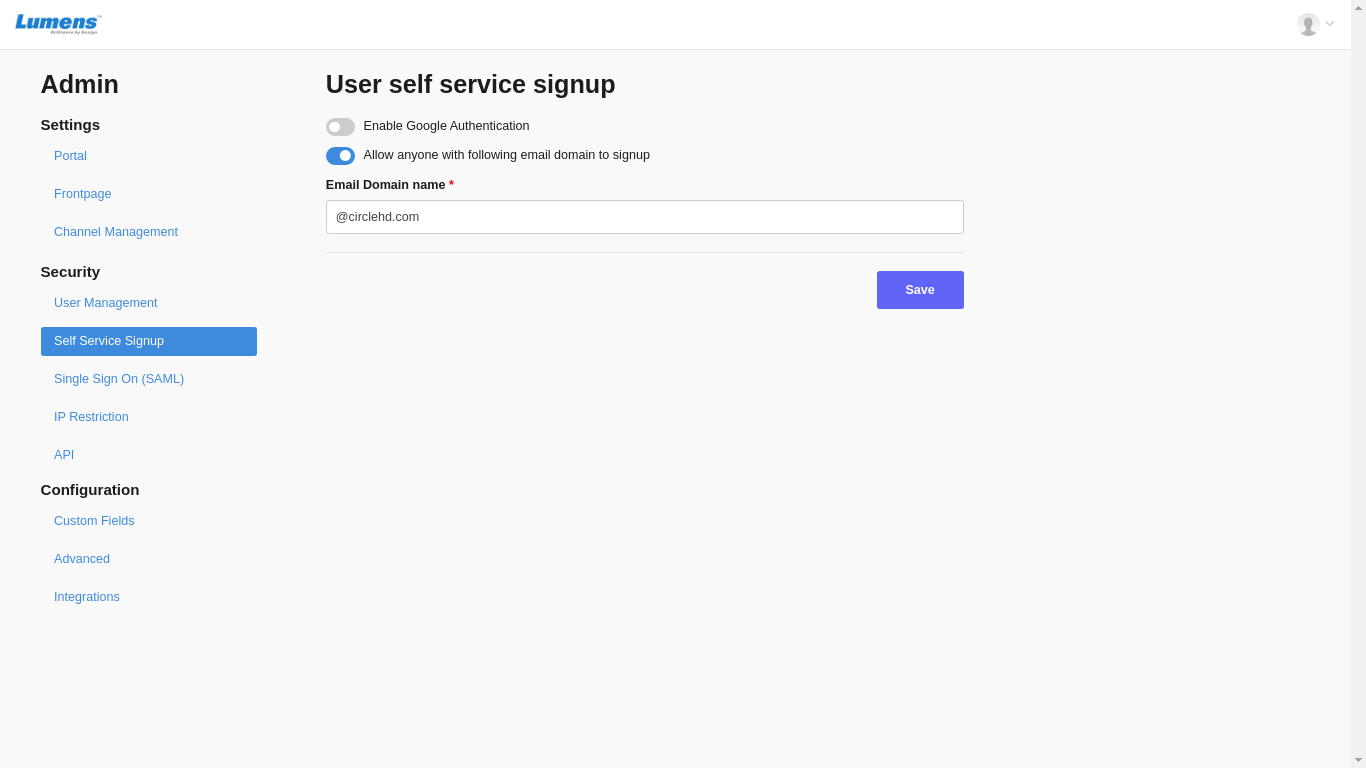 Lumens™
Brilliance by Design
Admin
Settings
Portal
Frontpage
Channel Management
Security
User Management
Self Service Signup
Single Sign On (SAML)
IP Restriction
API
Configuration
Custom Fields
Advanced
Integrations
User self service signup
Enable Google Authentication
Allow anyone with following email domain to signup
Email Domain name *
@circlehd.com
Save